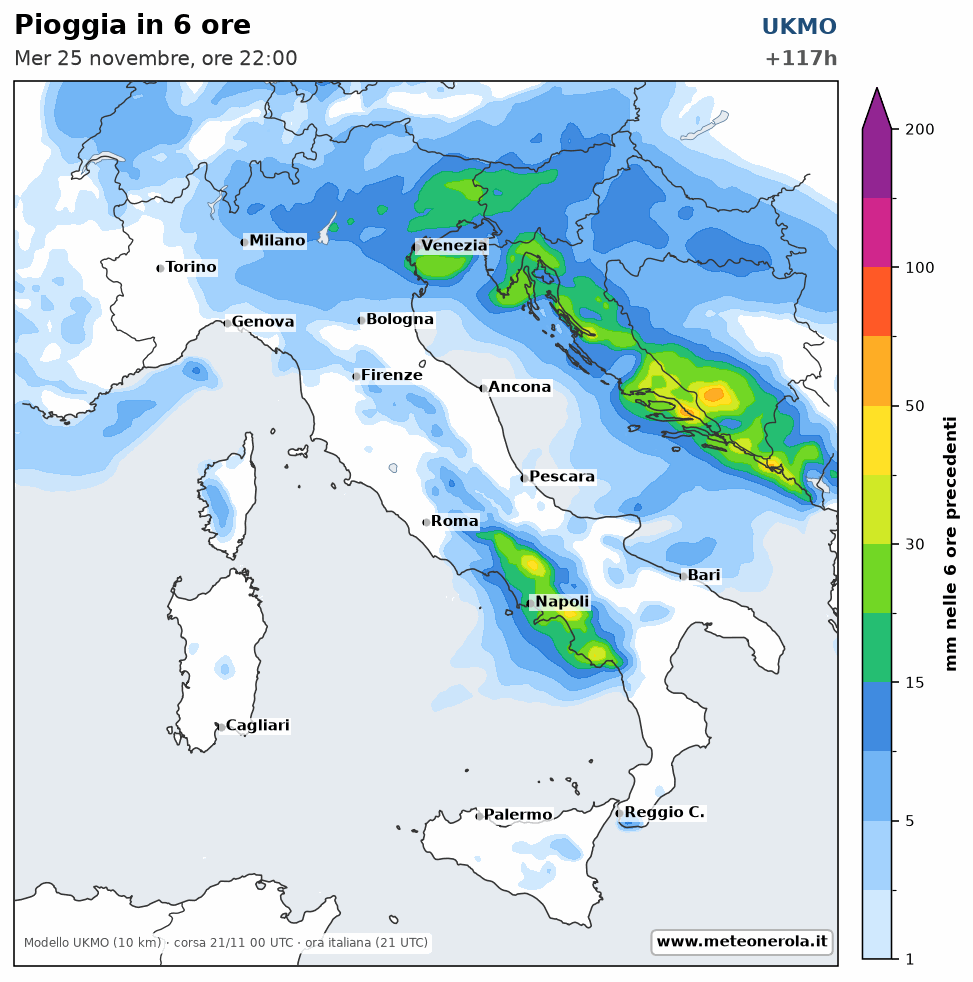 Pioggia in 6 ore
UKMO
Mer 25 novembre, ore 22:00
+117h
200
100
50
30
15
5
1
mm nelle 6 ore precedenti
Milano
Venezia
Torino
Genova
Bologna
Firenze
Ancona
Pescara
Roma
Bari
Napoli
Cagliari
Palermo
Reggio C.
Modello UKMO (10 km) · corsa 21/11 00 UTC · ora italiana (21 UTC)
www.meteonerola.it